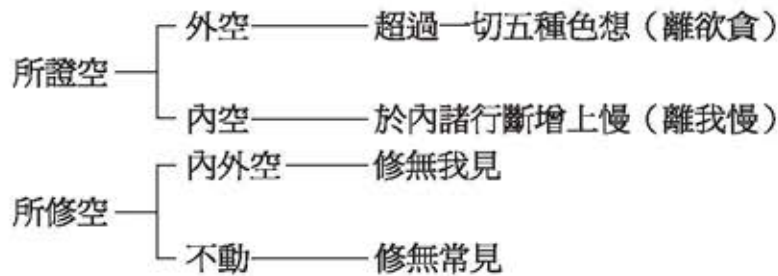 外空 超過一切五種色想（離欲貪）
所證空
內空 於內諸行斷增上慢（離我慢）
內外空 修無我見
所修空
不動 修無常見